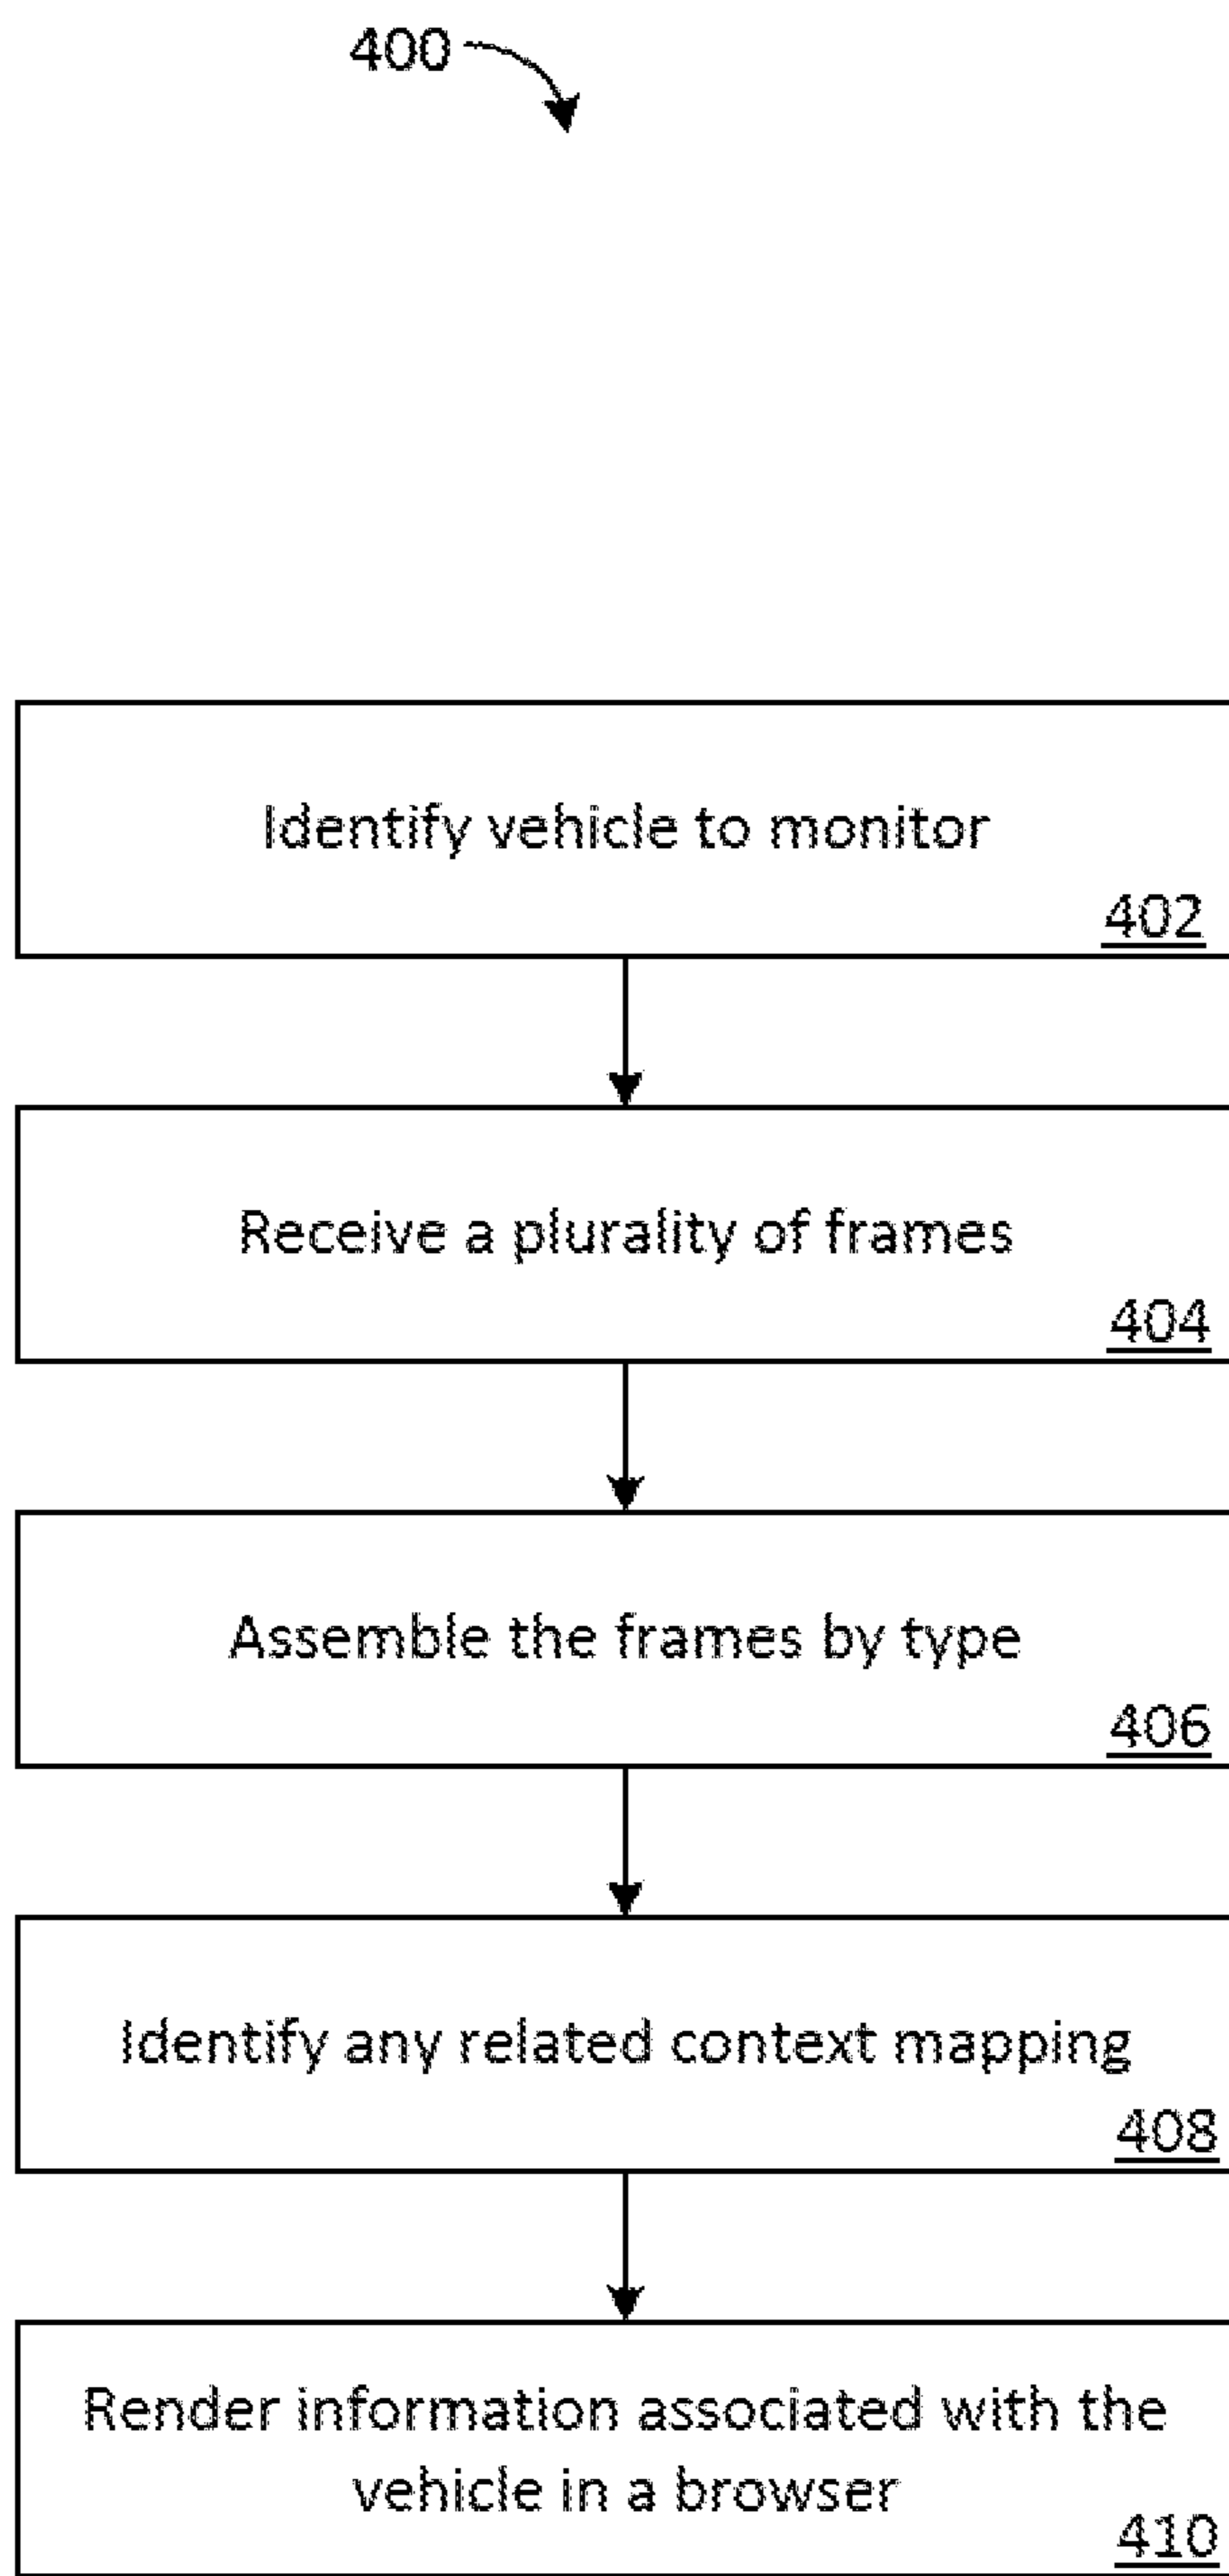 400
Identify vehicle to monitor
402
Receive a plurality of frames
404
Assemble the frames by type
406
Identify any related context mapping
408
Render information associated with the
vehicle in a browser
410